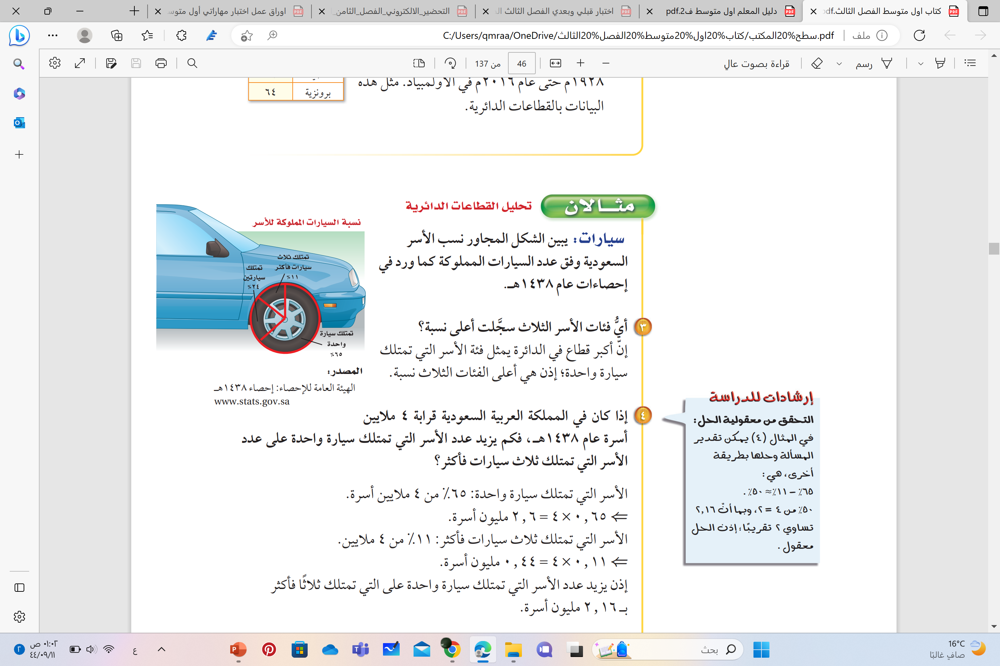 كتاب اول متوسط الفصل الثالث.pdf
دليل المعلم اول متوسط ف2.pdf
اختبار قبلي وبعدي الفصل الثالث
التحضير_الالكتروني_الفصل_الثامن_
اوراق عمل اختبار مهاراتي أول متوس
ملف
C:/Users/qmraa/OneDrive/سطح%20المكتب/كتاب%20اول%20متوسط%20الفصل%20الثالث.pdf
رسم
قراءة بصوت عالٍ
46
من 137
١٩٢٨م حتى عام ٢٠١٦م في الأولمبياد. مثل هذه
البيانات بالقطاعات الدائرية.
برونزية ٦٤
مثـالان
تحليل القطاعات الدائرية
سيارات: يبين الشكل المجاور نسب الأسر
السعودية وفق عدد السيارات المملوكة كما ورد في
إحصاءات عام ١٤٣٨هـ.
نسبة السيارات المملوكة للأسر
تمتلك ثلاث
سيارات فأكثر
٪١١
تمتلك
سيارتين
٪٢٤
تمتلك سيارة
واحدة
٪٦٥
المصدر:
الهيئة العامة للإحصاء: إحصاء ١٤٣٨هـ
www.stats.gov.sa
٣ أيُّ فئات الأسر الثلاث سجَّلت أعلى نسبة؟
إنّ أكبر قطاع في الدائرة يمثل فئة الأسر التي تمتلك
سيارة واحدة؛ إذن هي أعلى الفئات الثلاث نسبة.
٤ إذا كان في المملكة العربية السعودية قرابة ٤ ملايين
أسرة عام ١٤٣٨هـ، فكم يزيد عدد الأسر التي تمتلك سيارة واحدة على عدد
الأسر التي تمتلك ثلاث سيارات فأكثر؟
الأسر التي تمتلك سيارة واحدة: ٦٥٪ من ٤ ملايين أسرة.
⇐ ٠,٦٥ × ٤ = ٢,٦ مليون أسرة.
الأسر التي تمتلك ثلاث سيارات فأكثر: ١١٪ من ٤ ملايين.
⇐ ٠,١١ × ٤ = ٠,٤٤ مليون أسرة.
إذن يزيد عدد الأسر التي تمتلك سيارة واحدة على التي تمتلك ثلاثًا فأكثر
بـ ٢,١٦ مليون أسرة.
إرشادات للدراسة
التحقق من معقولية الحل:
في المثال (٤) يمكن تقدير
المسألة وحلها بطريقة
أخرى، هي:
٦٥٪ – ١١٪ ≈ ٥٠٪.
٥٠٪ من ٤ = ٢، وبما أنّ ٢,١٦
تساوي ٢ تقريبًا؛ إذن الحل
معقول.
16°C
صافٍ غالبًا
بحث
ع
٠١:٠٢ ص
٤٤/٠٩/١١
٢